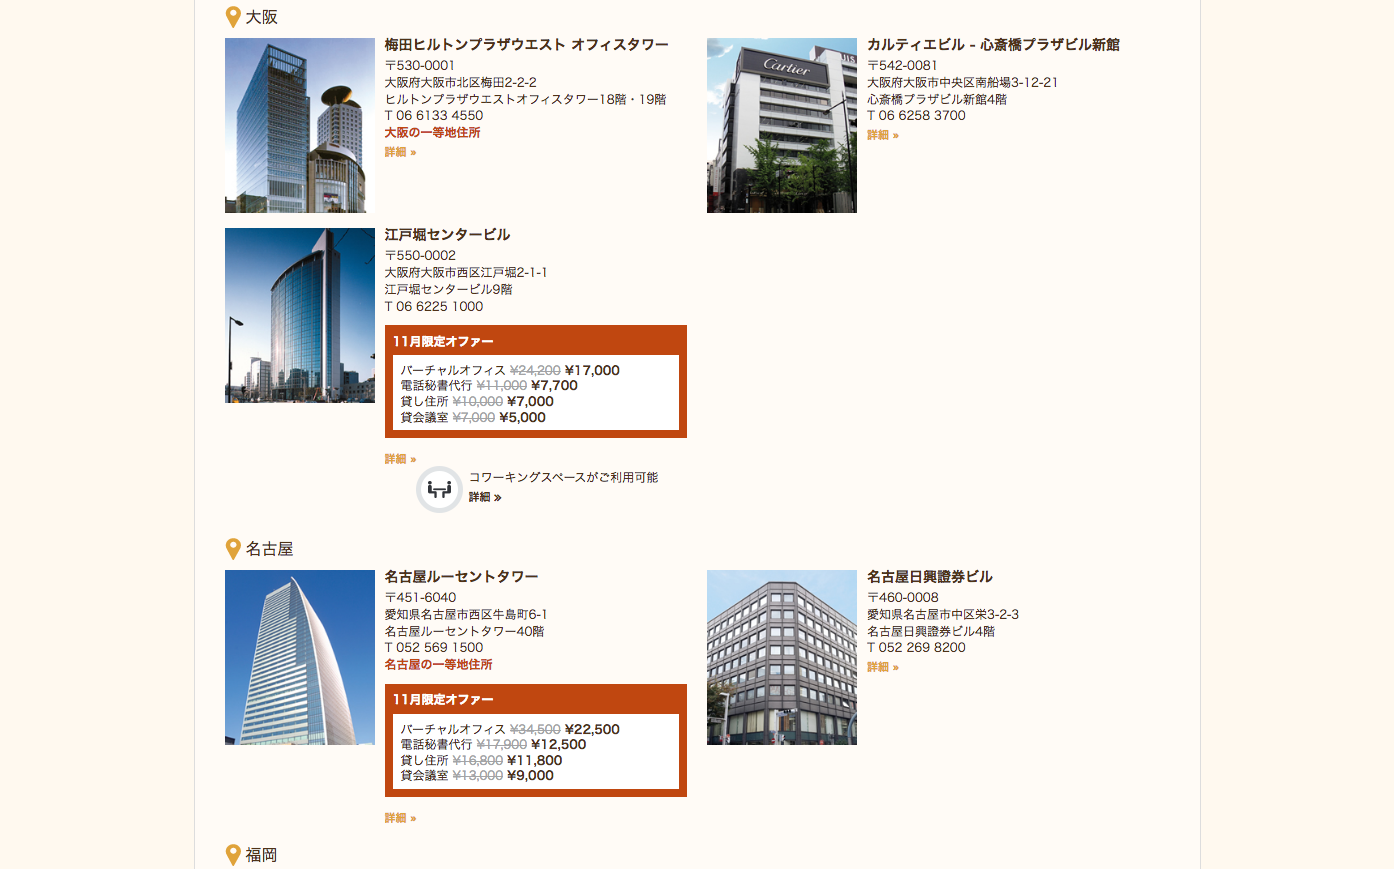 大阪
梅田ヒルトンプラザウエスト オフィスタワー
〒530-0001
大阪府大阪市北区梅田2-2-2
ヒルトンプラザウエストオフィスタワー18階・19階
T 06 6133 4550
大阪の一等地住所
詳細 »
Cartier
カルティエビル - 心斎橋プラザビル新館
〒542-0081
大阪府大阪市中央区南船場3-12-21
心斎橋プラザビル新館4階
T 06 6258 3700
詳細 »
江戸堀センタービル
〒550-0002
大阪府大阪市西区江戸堀2-1-1
江戸堀センタービル9階
T 06 6225 1000
11月限定オファー
バーチャルオフィス ¥24,200 ¥17,000
電話秘書代行 ¥11,000 ¥7,700
貸し住所 ¥10,000 ¥7,000
貸会議室 ¥7,000 ¥5,000
詳細 »
コワーキングスペースがご利用可能
詳細 »
名古屋
名古屋ルーセントタワー
〒451-6040
愛知県名古屋市西区牛島町6-1
名古屋ルーセントタワー40階
T 052 569 1500
名古屋の一等地住所
11月限定オファー
バーチャルオフィス ¥34,500 ¥22,500
電話秘書代行 ¥17,900 ¥12,500
貸し住所 ¥16,800 ¥11,800
貸会議室 ¥13,000 ¥9,000
詳細 »
名古屋日興證券ビル
〒460-0008
愛知県名古屋市中区栄3-2-3
名古屋日興證券ビル4階
T 052 269 8200
詳細 »
福岡